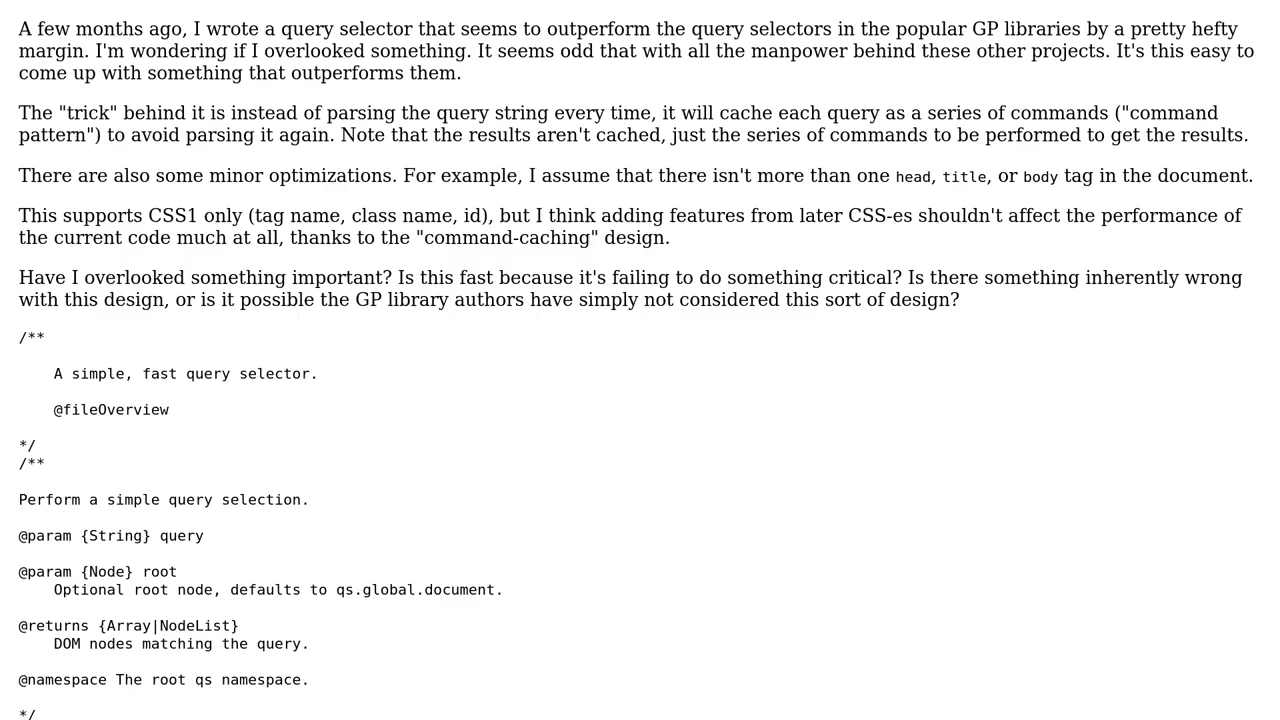 A few months ago, I wrote a query selector that seems to outperform the query selectors in the popular GP libraries by a pretty hefty
margin. I'm wondering if I overlooked something. It seems odd that with all the manpower behind these other projects. It's this easy to
come up with something that outperforms them.
The "trick" behind it is instead of parsing the query string every time, it will cache each query as a series of commands ("command
pattern") to avoid parsing it again. Note that the results aren't cached, just the series of commands to be performed to get the results.
There are also some minor optimizations. For example, I assume that there isn't more than one head, title, or body tag in the document.
This supports CSS1 only (tag name, class name, id), but I think adding features from later CSS-es shouldn't affect the performance of
the current code much at all, thanks to the "command-caching" design.
Have I overlooked something important? Is this fast because it's failing to do something critical? Is there something inherently wrong
with this design, or is it possible the GP library authors have simply not considered this sort of design?
/**
A simple, fast query selector.
@fileOverview
*/
/**
Perform a simple query selection.
@param {String} query
@param {Node} root
Optional root node, defaults to qs.global.document.
@returns {Array|NodeList}
DOM nodes matching the query.
@namespace The root qs namespace.
*/